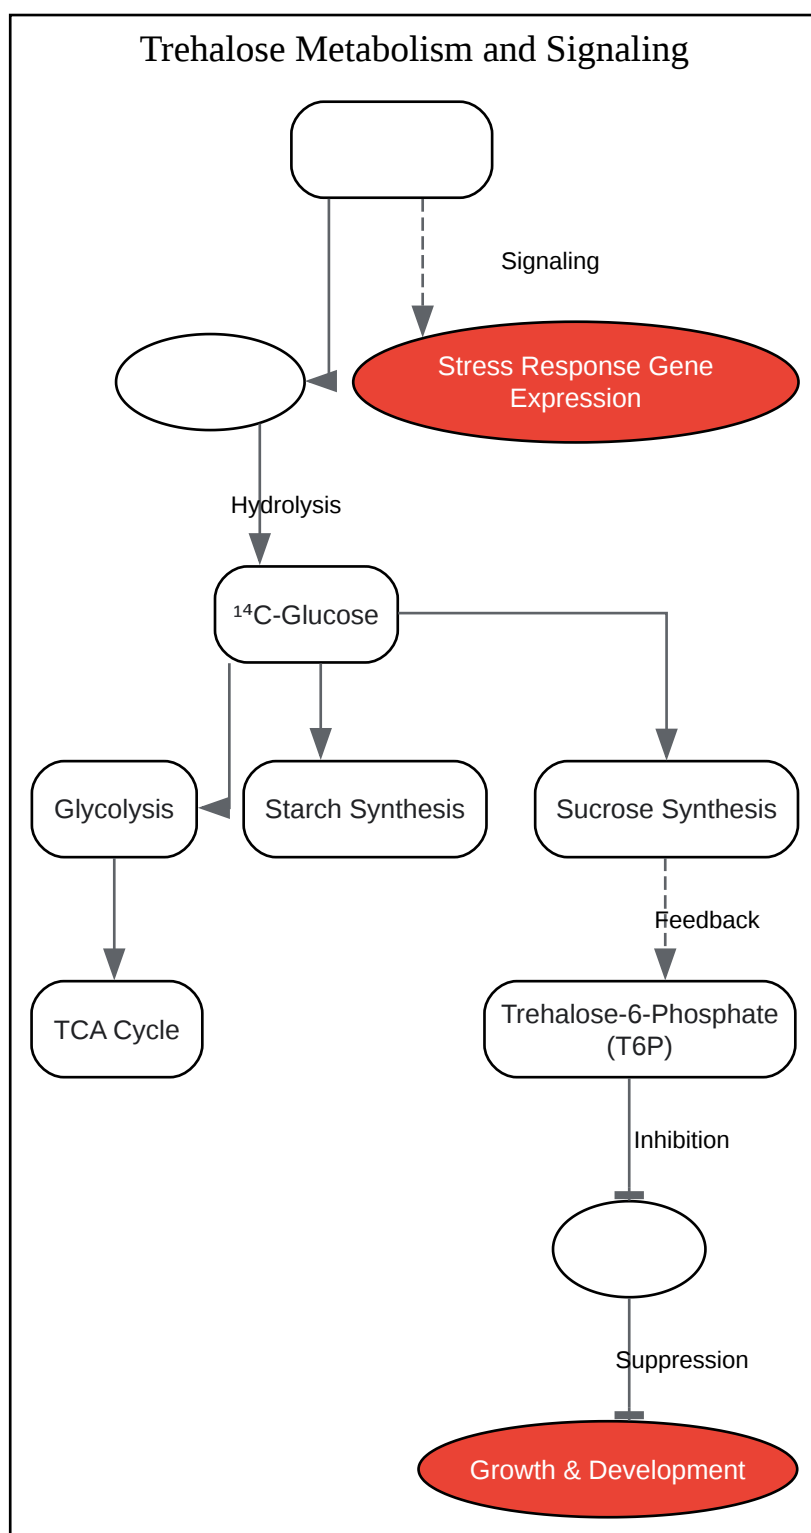 Trehalose Metabolism and Signaling
Signaling
Stress Response Gene
Expression
Hydrolysis
¹⁴C-Glucose
Glycolysis
Starch Synthesis
Sucrose Synthesis
Feedback
TCA Cycle
Trehalose-6-Phosphate
(T6P)
Inhibition
Suppression
Growth & Development